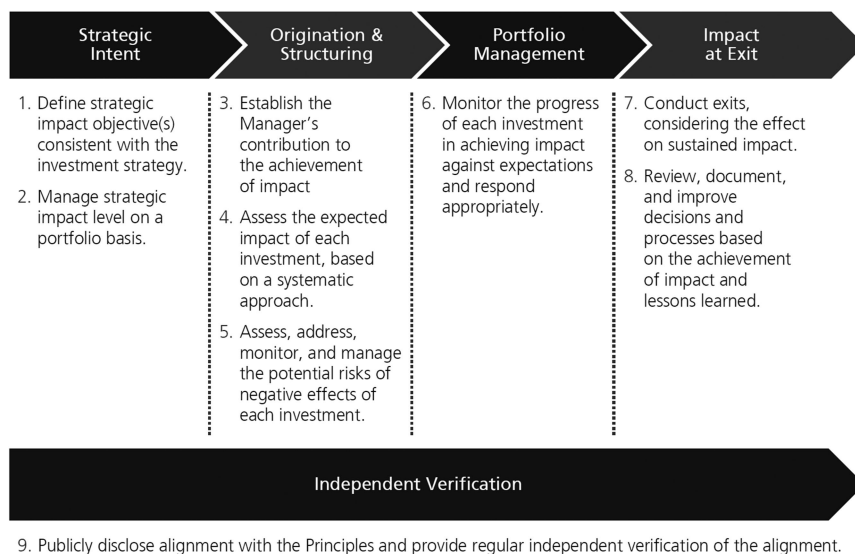 Strategic
Intent
Origination &
Structuring
Portfolio
Management
Impact
at Exit
1. Define strategic
impact objective(s)
consistent with the
investment strategy.
2. Manage strategic
impact level on a
portfolio basis.
3. Establish the
Manager's
contribution to
the achievement
of impact
4. Assess the expected
impact of each
investment, based
on a systematic
approach.
5. Assess, address,
monitor, and manage
the potential risks of
negative effects of
each investment.
6. Monitor the progress
of each investment
in achieving impact
against expectations
and respond
appropriately.
7. Conduct exits,
considering the effect
on sustained impact.
8. Review, document,
and improve
decisions and
processes based
on the achievement
of impact and
lessons learned.
Independent Verification
9. Publicly disclose alignment with the Principles and provide regular independent verification of the alignment.